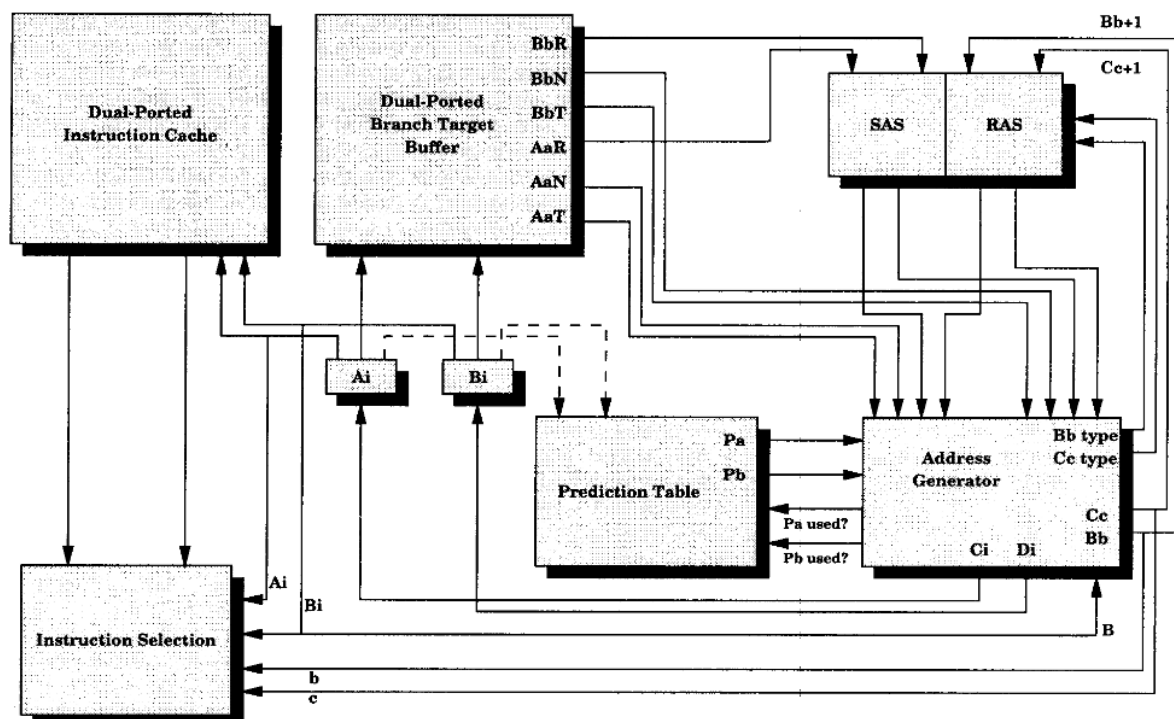 Bb+1
Cc+1
Dual-Ported
Instruction Cache
Dual-Ported
Branch Target
Buffer
BbR
BbN
BbT
AaR
AaN
AaT
SAS
RAS
Ai
Bi
Prediction Table
Pa
Pb
Pa used?
Pb used?
Address
Generator
Bb type
Cc type
Cc
Bb
Ci
Di
Instruction Selection
Ai
Bi
B
b
c